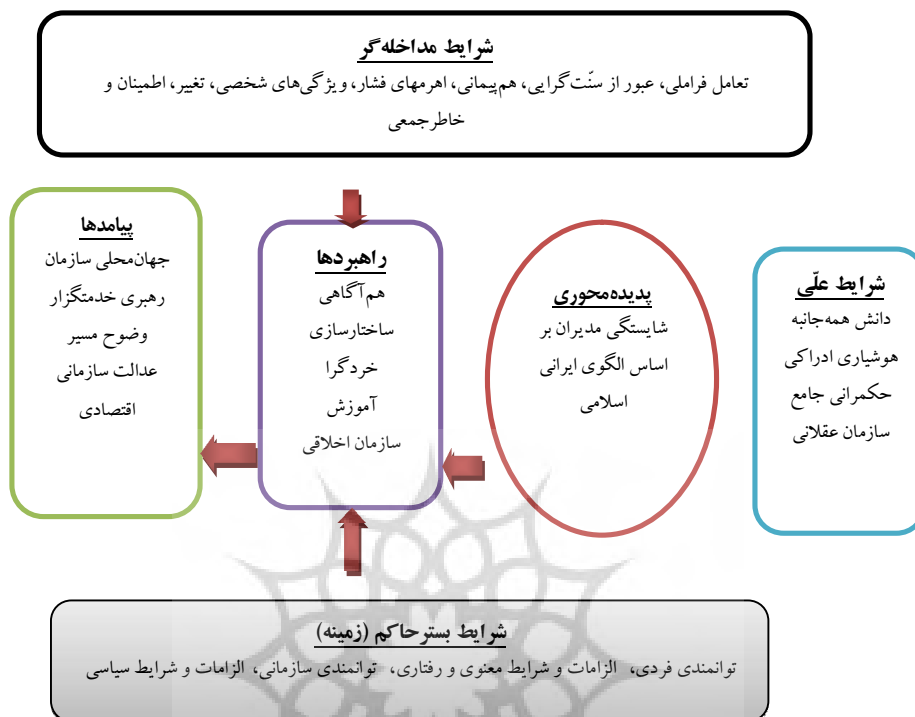 شرایط مداخله‌گر
تعامل فراملی، عبور از سنّت‌گرایی، هم‌پیمانی، اهرمهای فشار، ویژگی‌های شخصی، تغییر، اطمینان و
خاطرجمعی
شرایط علّی
دانش همه‌جانبه
هوشیاری ادراکی
حکمرانی جامع
سازمان عقلانی
پدیده‌محوری
شایستگی مدیران بر
اساس الگوی ایرانی
اسلامی
راهبردها
هم‌آگاهی
ساختارسازی
خردگرا
آموزش
سازمان اخلاقی
پیامدها
جهان‌محلی سازمان
رهبری خدمتگزار
وضوح مسیر
عدالت سازمانی
اقتصادی
شرایط بسترحاکم (زمینه)
توانمندی فردی، الزامات و شرایط معنوی و رفتاری، توانمندی سازمانی، الزامات و شرایط سیاسی